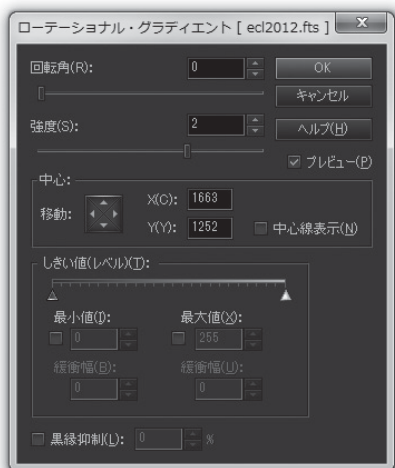 ローテーショナル・グラディエント [ ecl2012.fts ]
回転角(R): 0
OK
キャンセル
強度(S): 2
ヘルプ(H)
プレビュー(P)
中心:
移動: X(C): 1663
Y(Y): 1252
中心線表示(N)
しきい値(レベル)(T):
最小値(I): 最大値(X):
0 255
緩衝幅(B): 緩衝幅(U):
0 0
黒縁抑制(L): 0 %